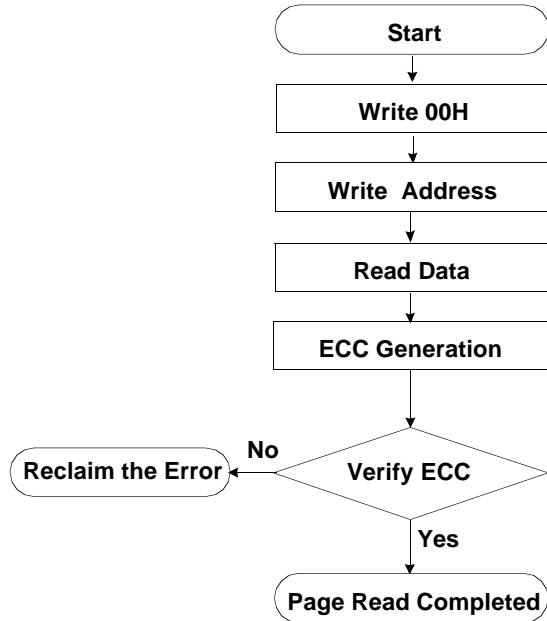 Start
Write 00H
Write Address
Read Data
ECC Generation
No
Reclaim the Error
Verify ECC
Yes
Page Read Completed